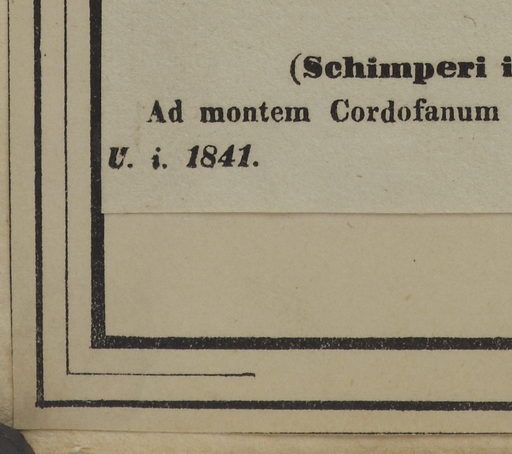 (Schimperi i
Ad montem Cordofanum
U. i. 1841.